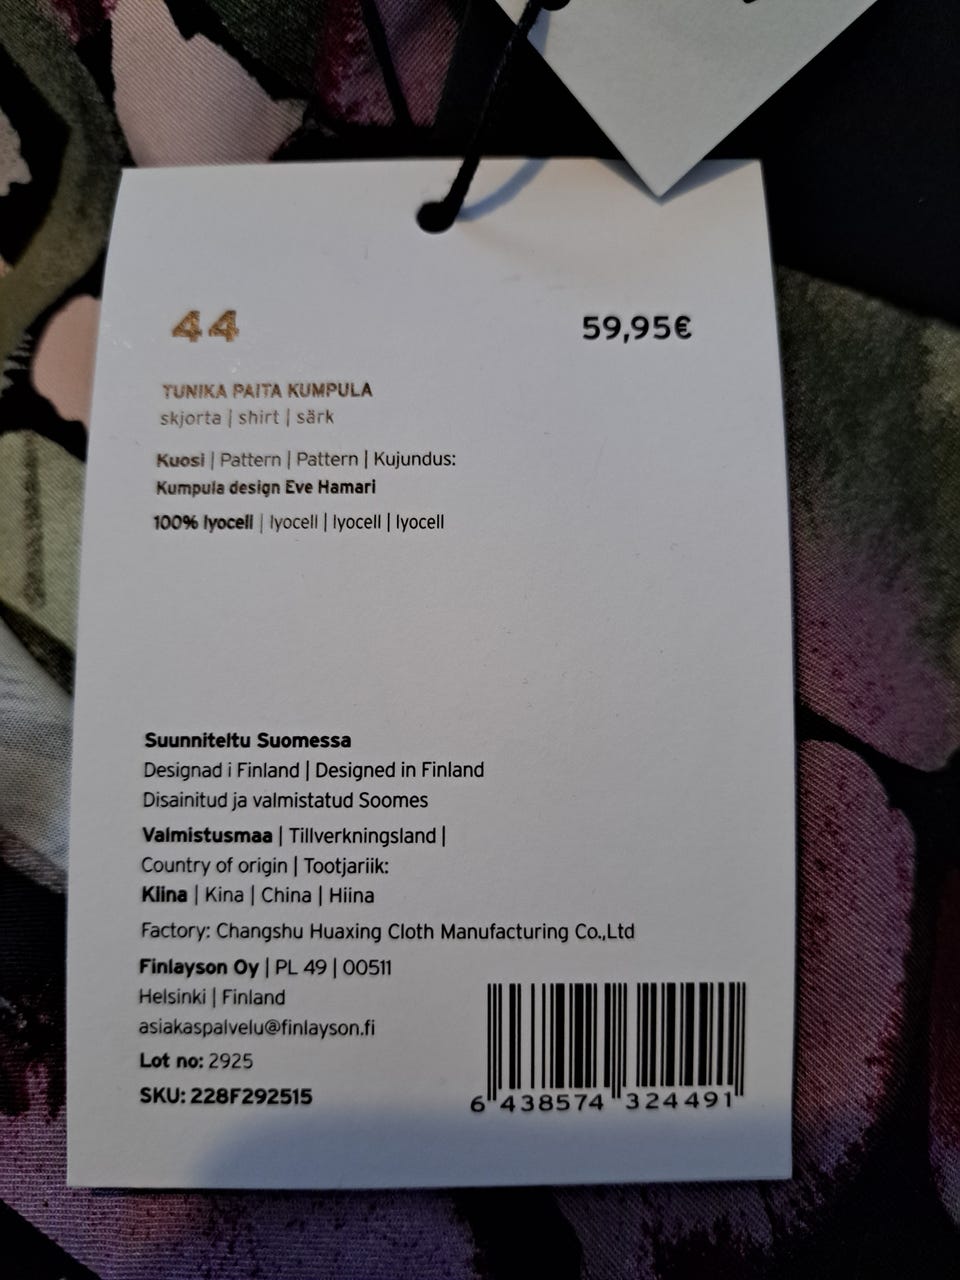 44
59,95€
TUNIKA PAITA KUMPULA
skjorta | shirt | särk
Kuosi | Pattern | Pattern | Kujundus:
Kumpula design Eve Hamari
100% lyocell | lyocell | lyocell | lyocell
Suunniteltu Suomessa
Designad i Finland | Designed in Finland
Disainitud ja valmistatud Soomes
Valmistusmaa | Tillverkningsland |
Country of origin | Tootjariik:
Kiina | Kina | China | Hiina
Factory: Changshu Huaxing Cloth Manufacturing Co.,Ltd
Finlayson Oy | PL 49 | 00511
Helsinki | Finland
asiakaspalvelu@finlayson.fi
Lot no: 2925
SKU: 228F292515
6 438574 324491